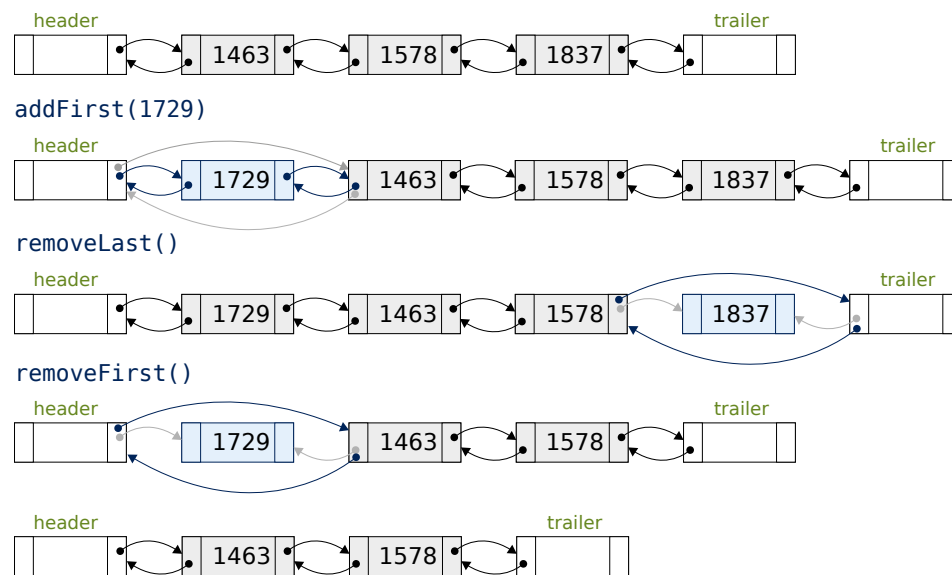 header trailer
1463 1578 1837
addFirst(1729)
header trailer
1729 1463 1578 1837
removeLast()
header trailer
1729 1463 1578 1837
removeFirst()
header trailer
1729 1463 1578
header trailer
1463 1578